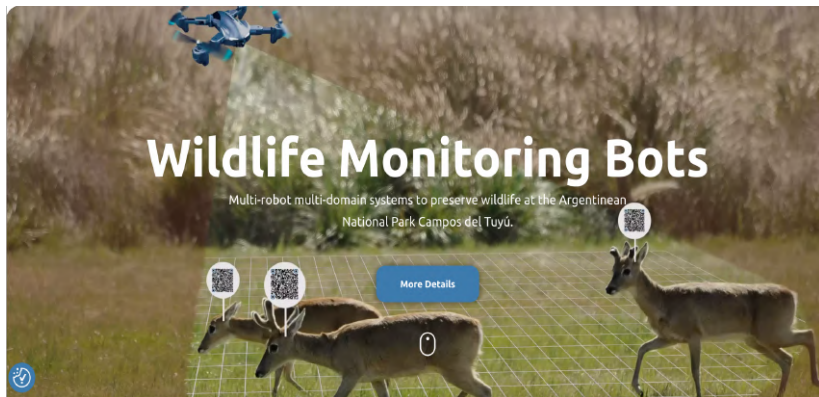 Wildlife Monitoring Bots
Multi-robot multi-domain systems to preserve wildlife at the Argentinean
National Park Campos del Tuyú.
More Details